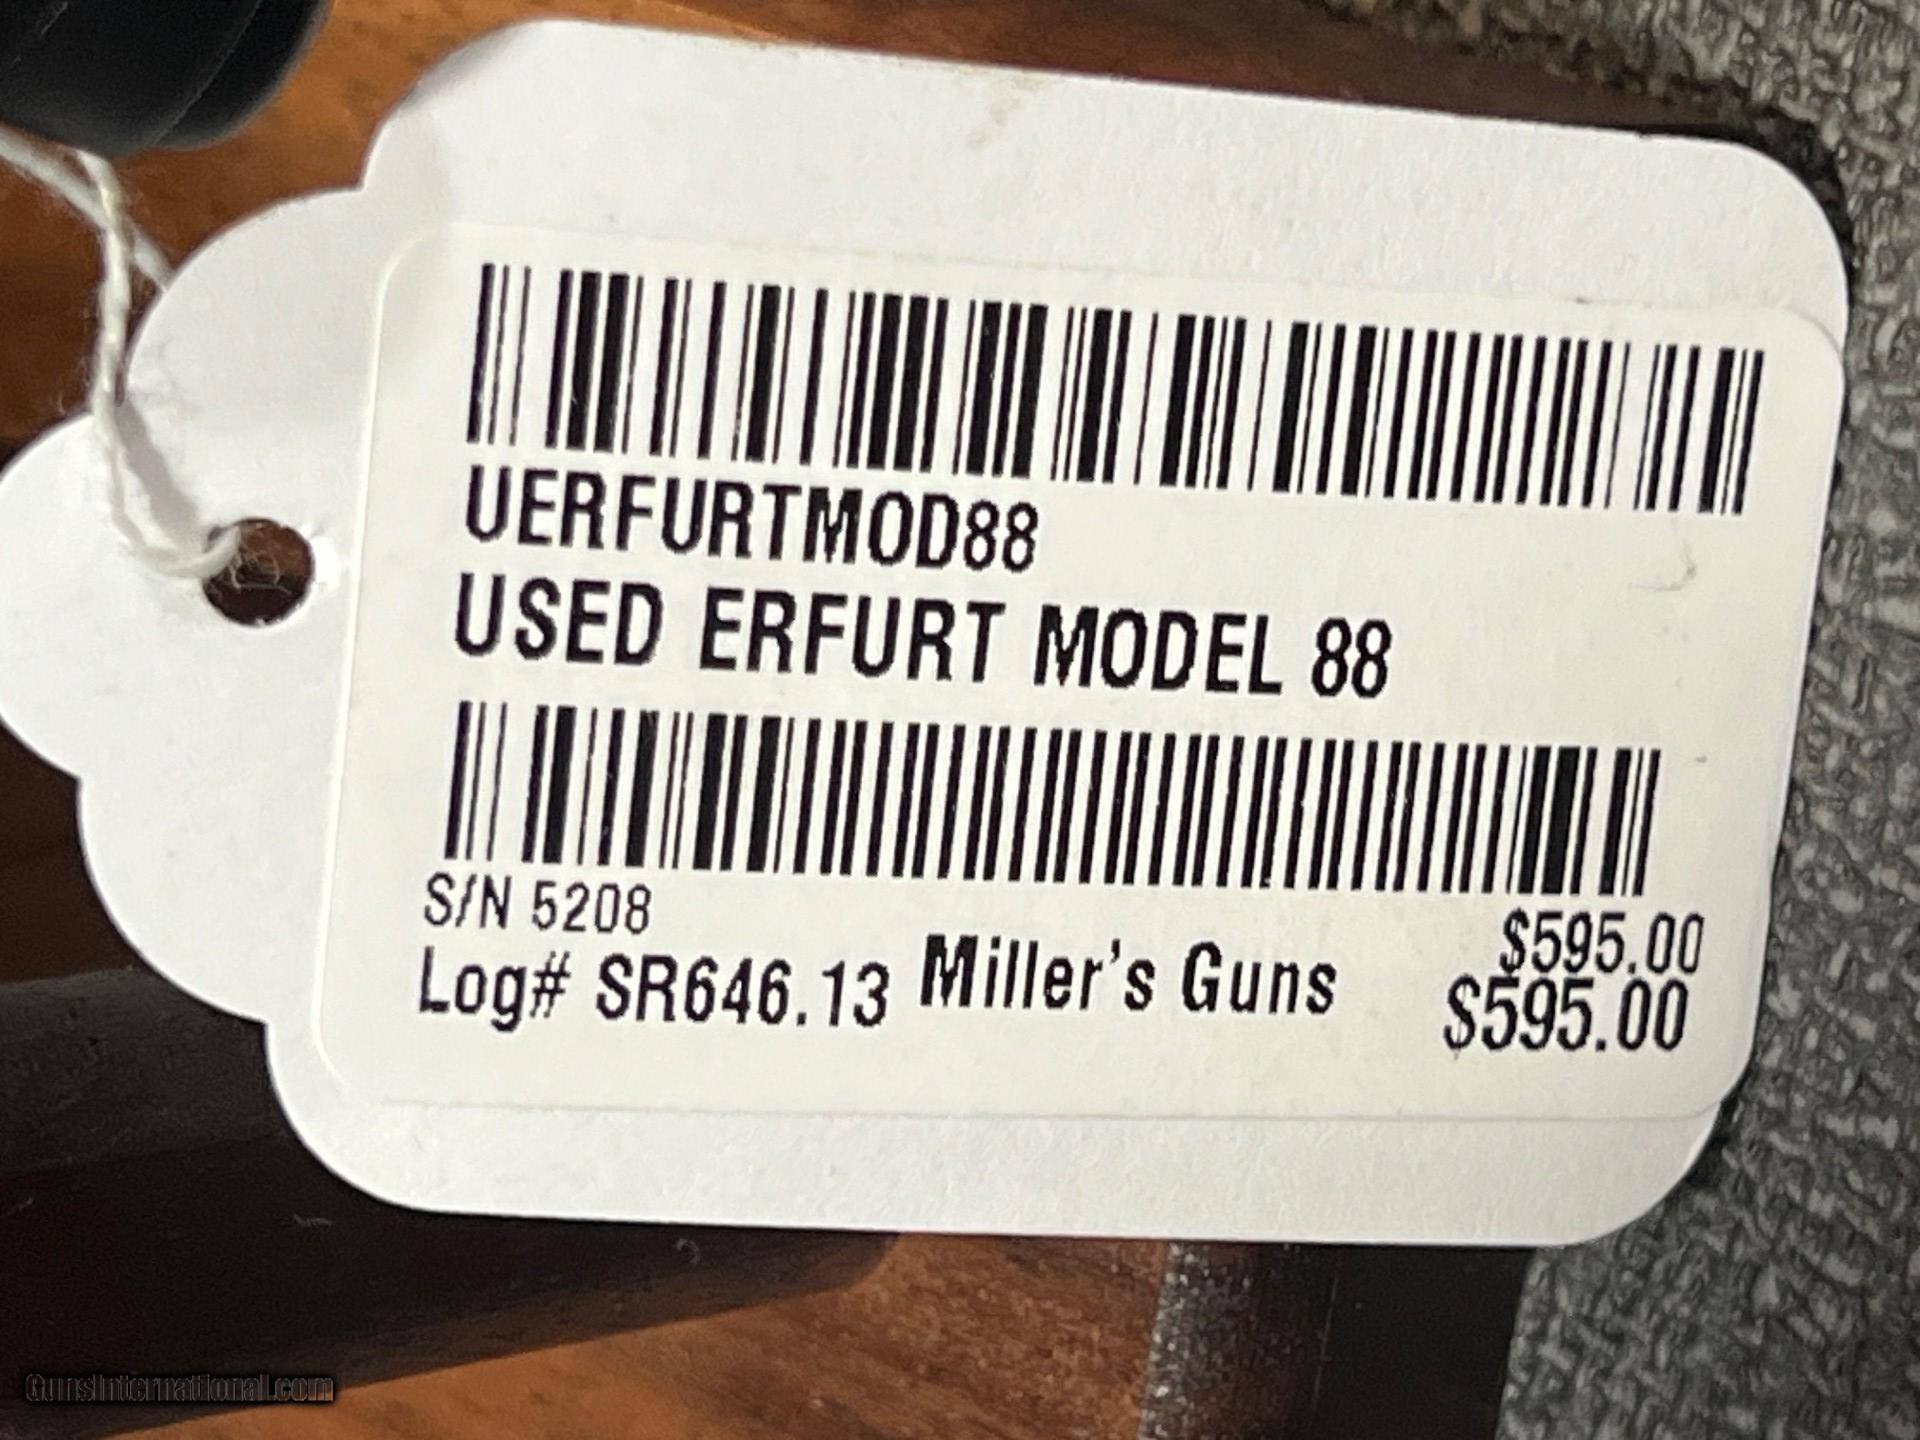 UERFURTMOD88
USED ERFURT MODEL 88
S/N 5208
$595.00
Log# SR646.13 Miller's Guns $595.00
GunsInternational.com